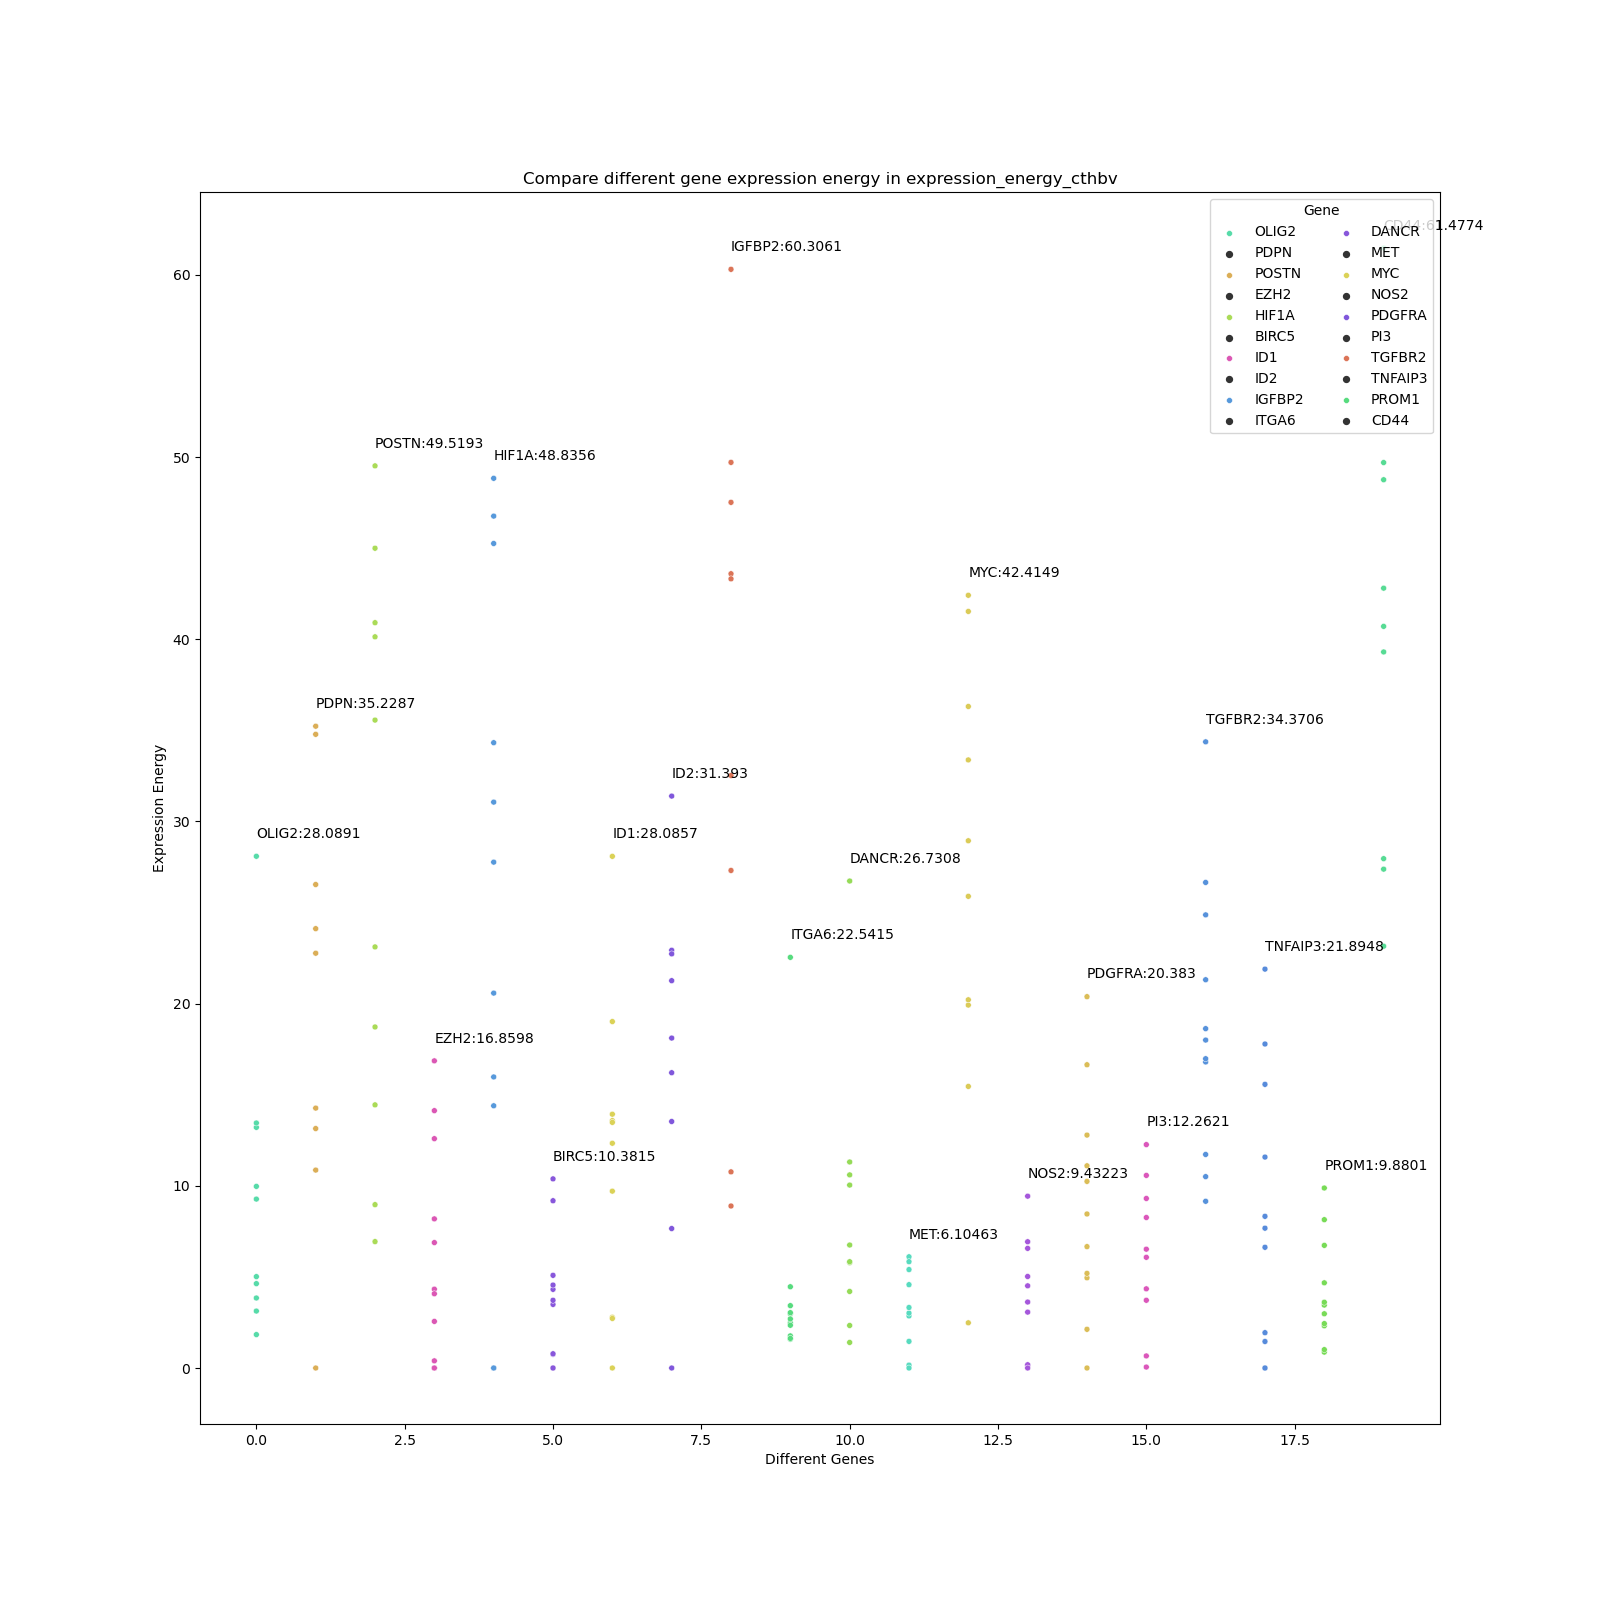 Compare different gene expression energy in expression_energy_cthbv
Gene
OLIG2
PDPN
POSTN
EZH2
HIF1A
BIRC5
ID1
ID2
IGFBP2
ITGA6
DANCR
MET
MYC
NOS2
PDGFRA
PI3
TGFBR2
TNFAIP3
PROM1
CD44
CD44:61.4774
IGFBP2:60.3061
POSTN:49.5193
HIF1A:48.8356
MYC:42.4149
PDPN:35.2287
TGFBR2:34.3706
ID2:31.393
OLIG2:28.0891
ID1:28.0857
DANCR:26.7308
ITGA6:22.5415
TNFAIP3:21.8948
PDGFRA:20.383
EZH2:16.8598
PI3:12.2621
BIRC5:10.3815
PROM1:9.8801
NOS2:9.43223
MET:6.10463
Expression Energy
60
50
40
30
20
10
0
0.0
2.5
5.0
7.5
10.0
12.5
15.0
17.5
Different Genes